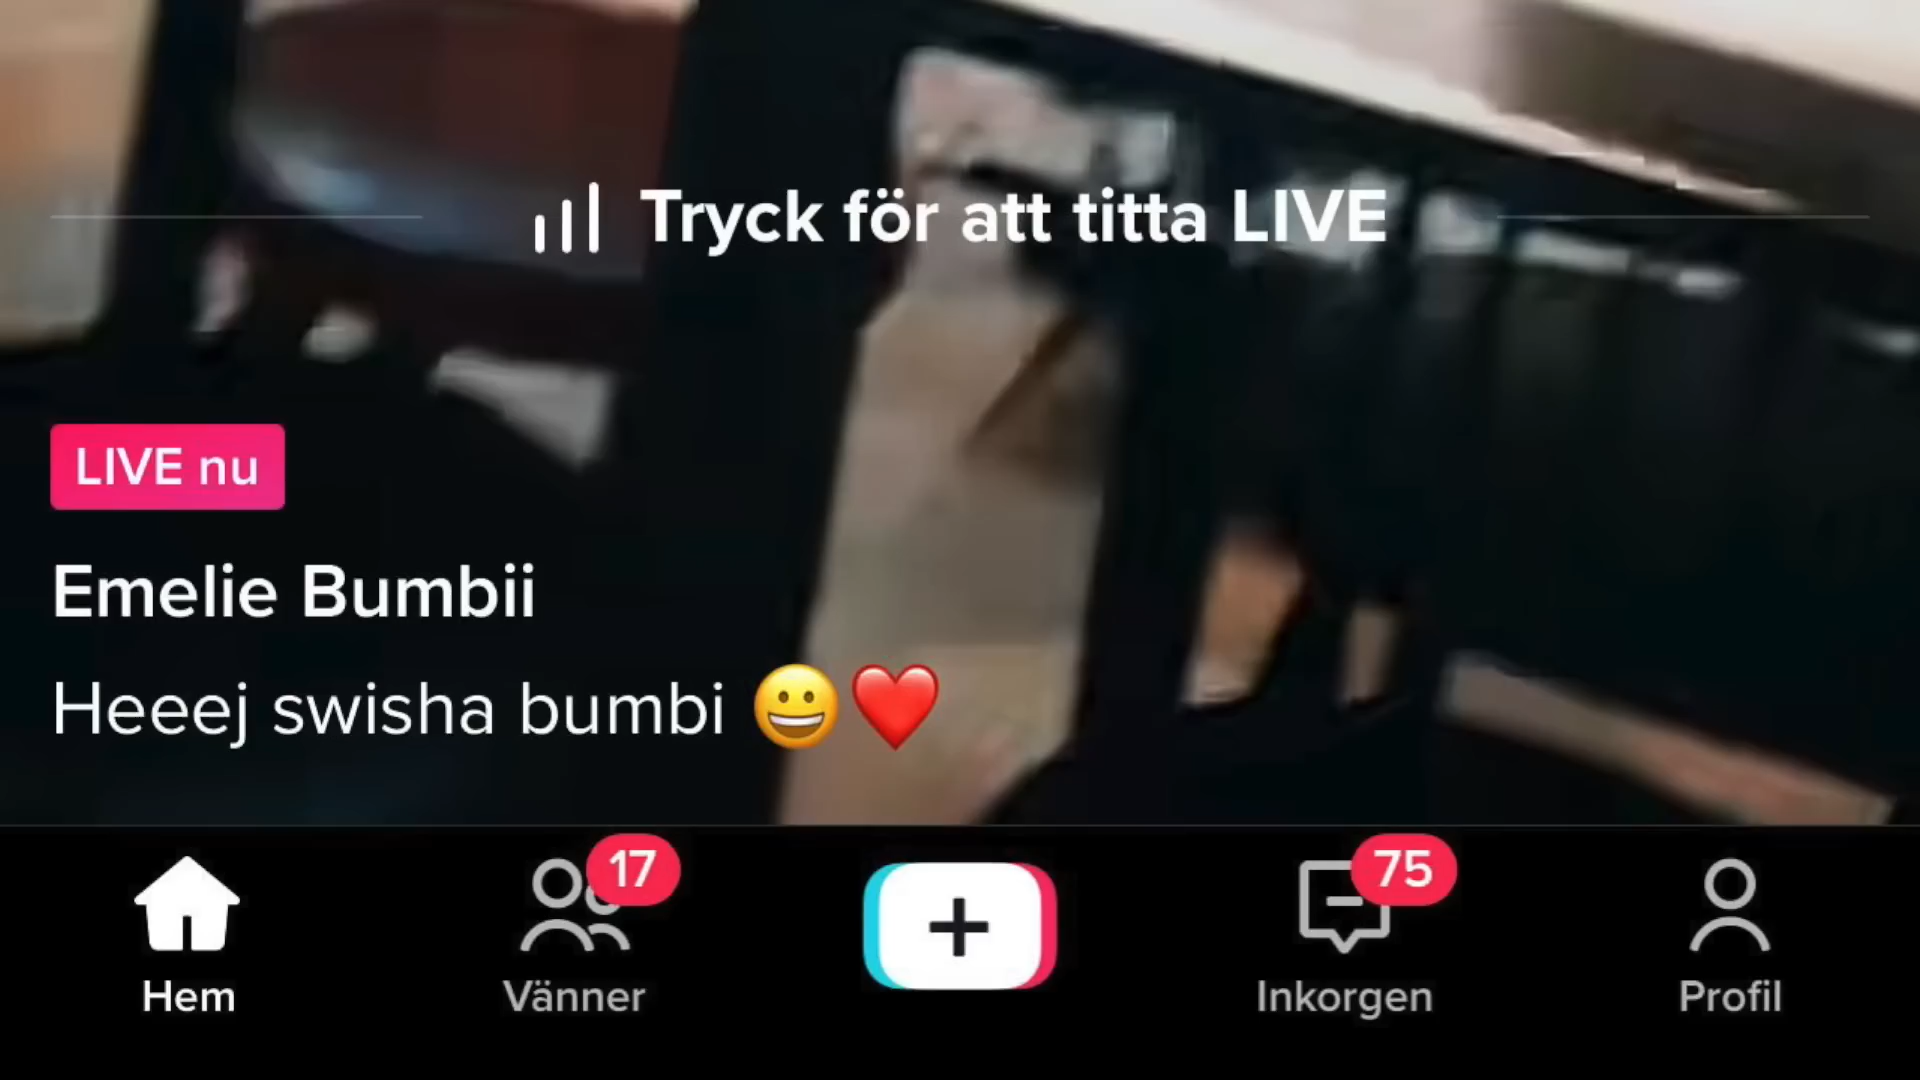 Tryck för att titta LIVE
LIVE nu
Emelie Bumbii
Heeej swisha bumbi 😀❤️
17
75
Hem
Vänner
Inkorgen
Profil